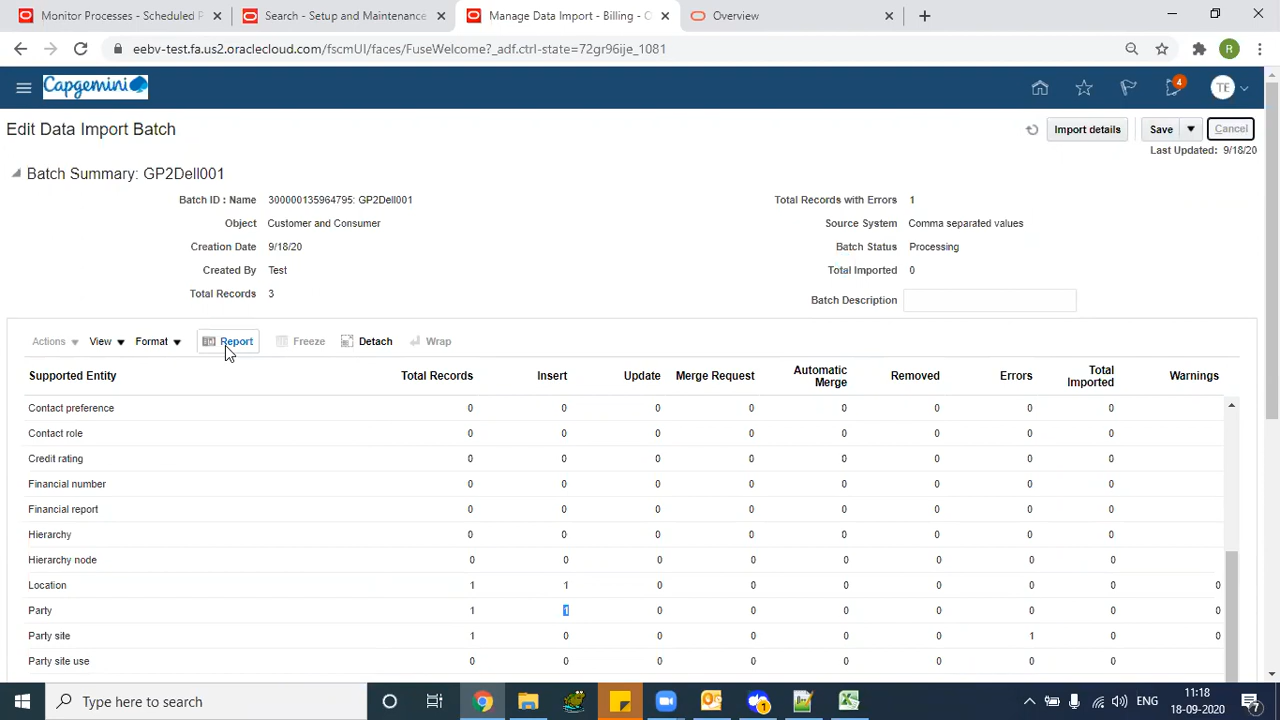 Monitor Processes - Scheduled P
Search - Setup and Maintenance
Manage Data Import - Billing - O
Overview
eebv-test.fa.us2.oraclecloud.com/fscmUI/faces/FuseWelcome?_adf.ctrl-state=72gr96ije_1081
R
Capgemini
4
TE
Edit Data Import Batch
Import details
Save
Cancel
Last Updated: 9/18/20
Batch Summary: GP2Dell001
Batch ID : Name 300000135964795: GP2Dell001
Total Records with Errors 1
Object Customer and Consumer
Source System Comma separated values
Creation Date 9/18/20
Batch Status Processing
Created By Test
Total Imported 0
Total Records 3
Batch Description
Actions View Format Report Freeze Detach Wrap
Supported Entity Total Records Insert Update Merge Request Automatic Merge Removed Errors Total Imported Warnings
Contact preference 0 0 0 0 0 0 0 0
Contact role 0 0 0 0 0 0 0 0
Credit rating 0 0 0 0 0 0 0 0
Financial number 0 0 0 0 0 0 0 0
Financial report 0 0 0 0 0 0 0 0
Hierarchy 0 0 0 0 0 0 0 0
Hierarchy node 0 0 0 0 0 0 0 0
Location 1 1 0 0 0 0 0 0 0
Party 1 1 0 0 0 0 0 0 0
Party site 1 0 0 0 0 0 1 0 0
Party site use 0 0 0 0 0 0 0 0
Type here to search
1
ENG
11:18
18-09-2020
7